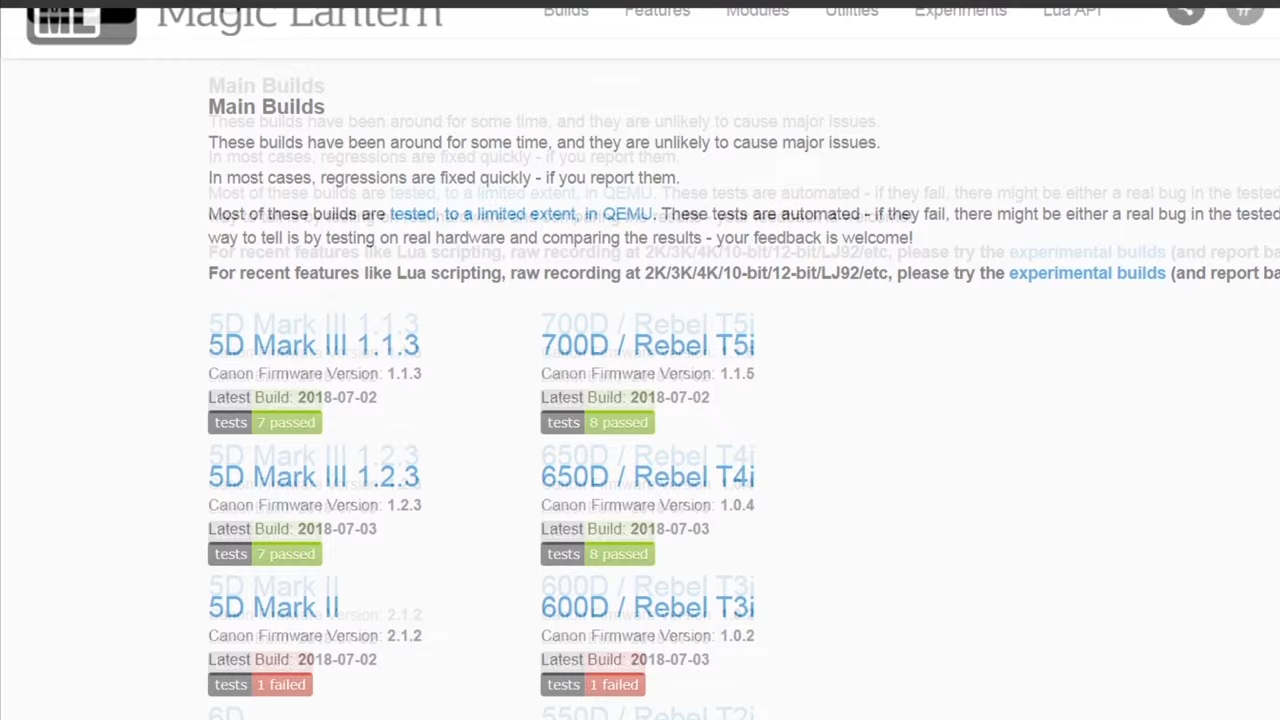 ML Magic Lantern
Builds Features Modules Utilities Experiments Lua API
Main Builds
These builds have been around for some time, and they are unlikely to cause major issues.
In most cases, regressions are fixed quickly - if you report them.
Most of these builds are tested, to a limited extent, in QEMU. These tests are automated - if they fail, there might be either a real bug in the tested
way to tell is by testing on real hardware and comparing the results - your feedback is welcome!
For recent features like Lua scripting, raw recording at 2K/3K/4K/10-bit/12-bit/LJ92/etc, please try the experimental builds (and report ba
5D Mark III 1.1.3
Canon Firmware Version: 1.1.3
Latest Build: 2018-07-02
tests 7 passed
700D / Rebel T5i
Canon Firmware Version: 1.1.5
Latest Build: 2018-07-02
tests 8 passed
5D Mark III 1.2.3
Canon Firmware Version: 1.2.3
Latest Build: 2018-07-03
tests 7 passed
650D / Rebel T4i
Canon Firmware Version: 1.0.4
Latest Build: 2018-07-03
tests 8 passed
5D Mark II
Canon Firmware Version: 2.1.2
Latest Build: 2018-07-02
tests 1 failed
600D / Rebel T3i
Canon Firmware Version: 1.0.2
Latest Build: 2018-07-03
tests 1 failed
6D
550D / Rebel T2i